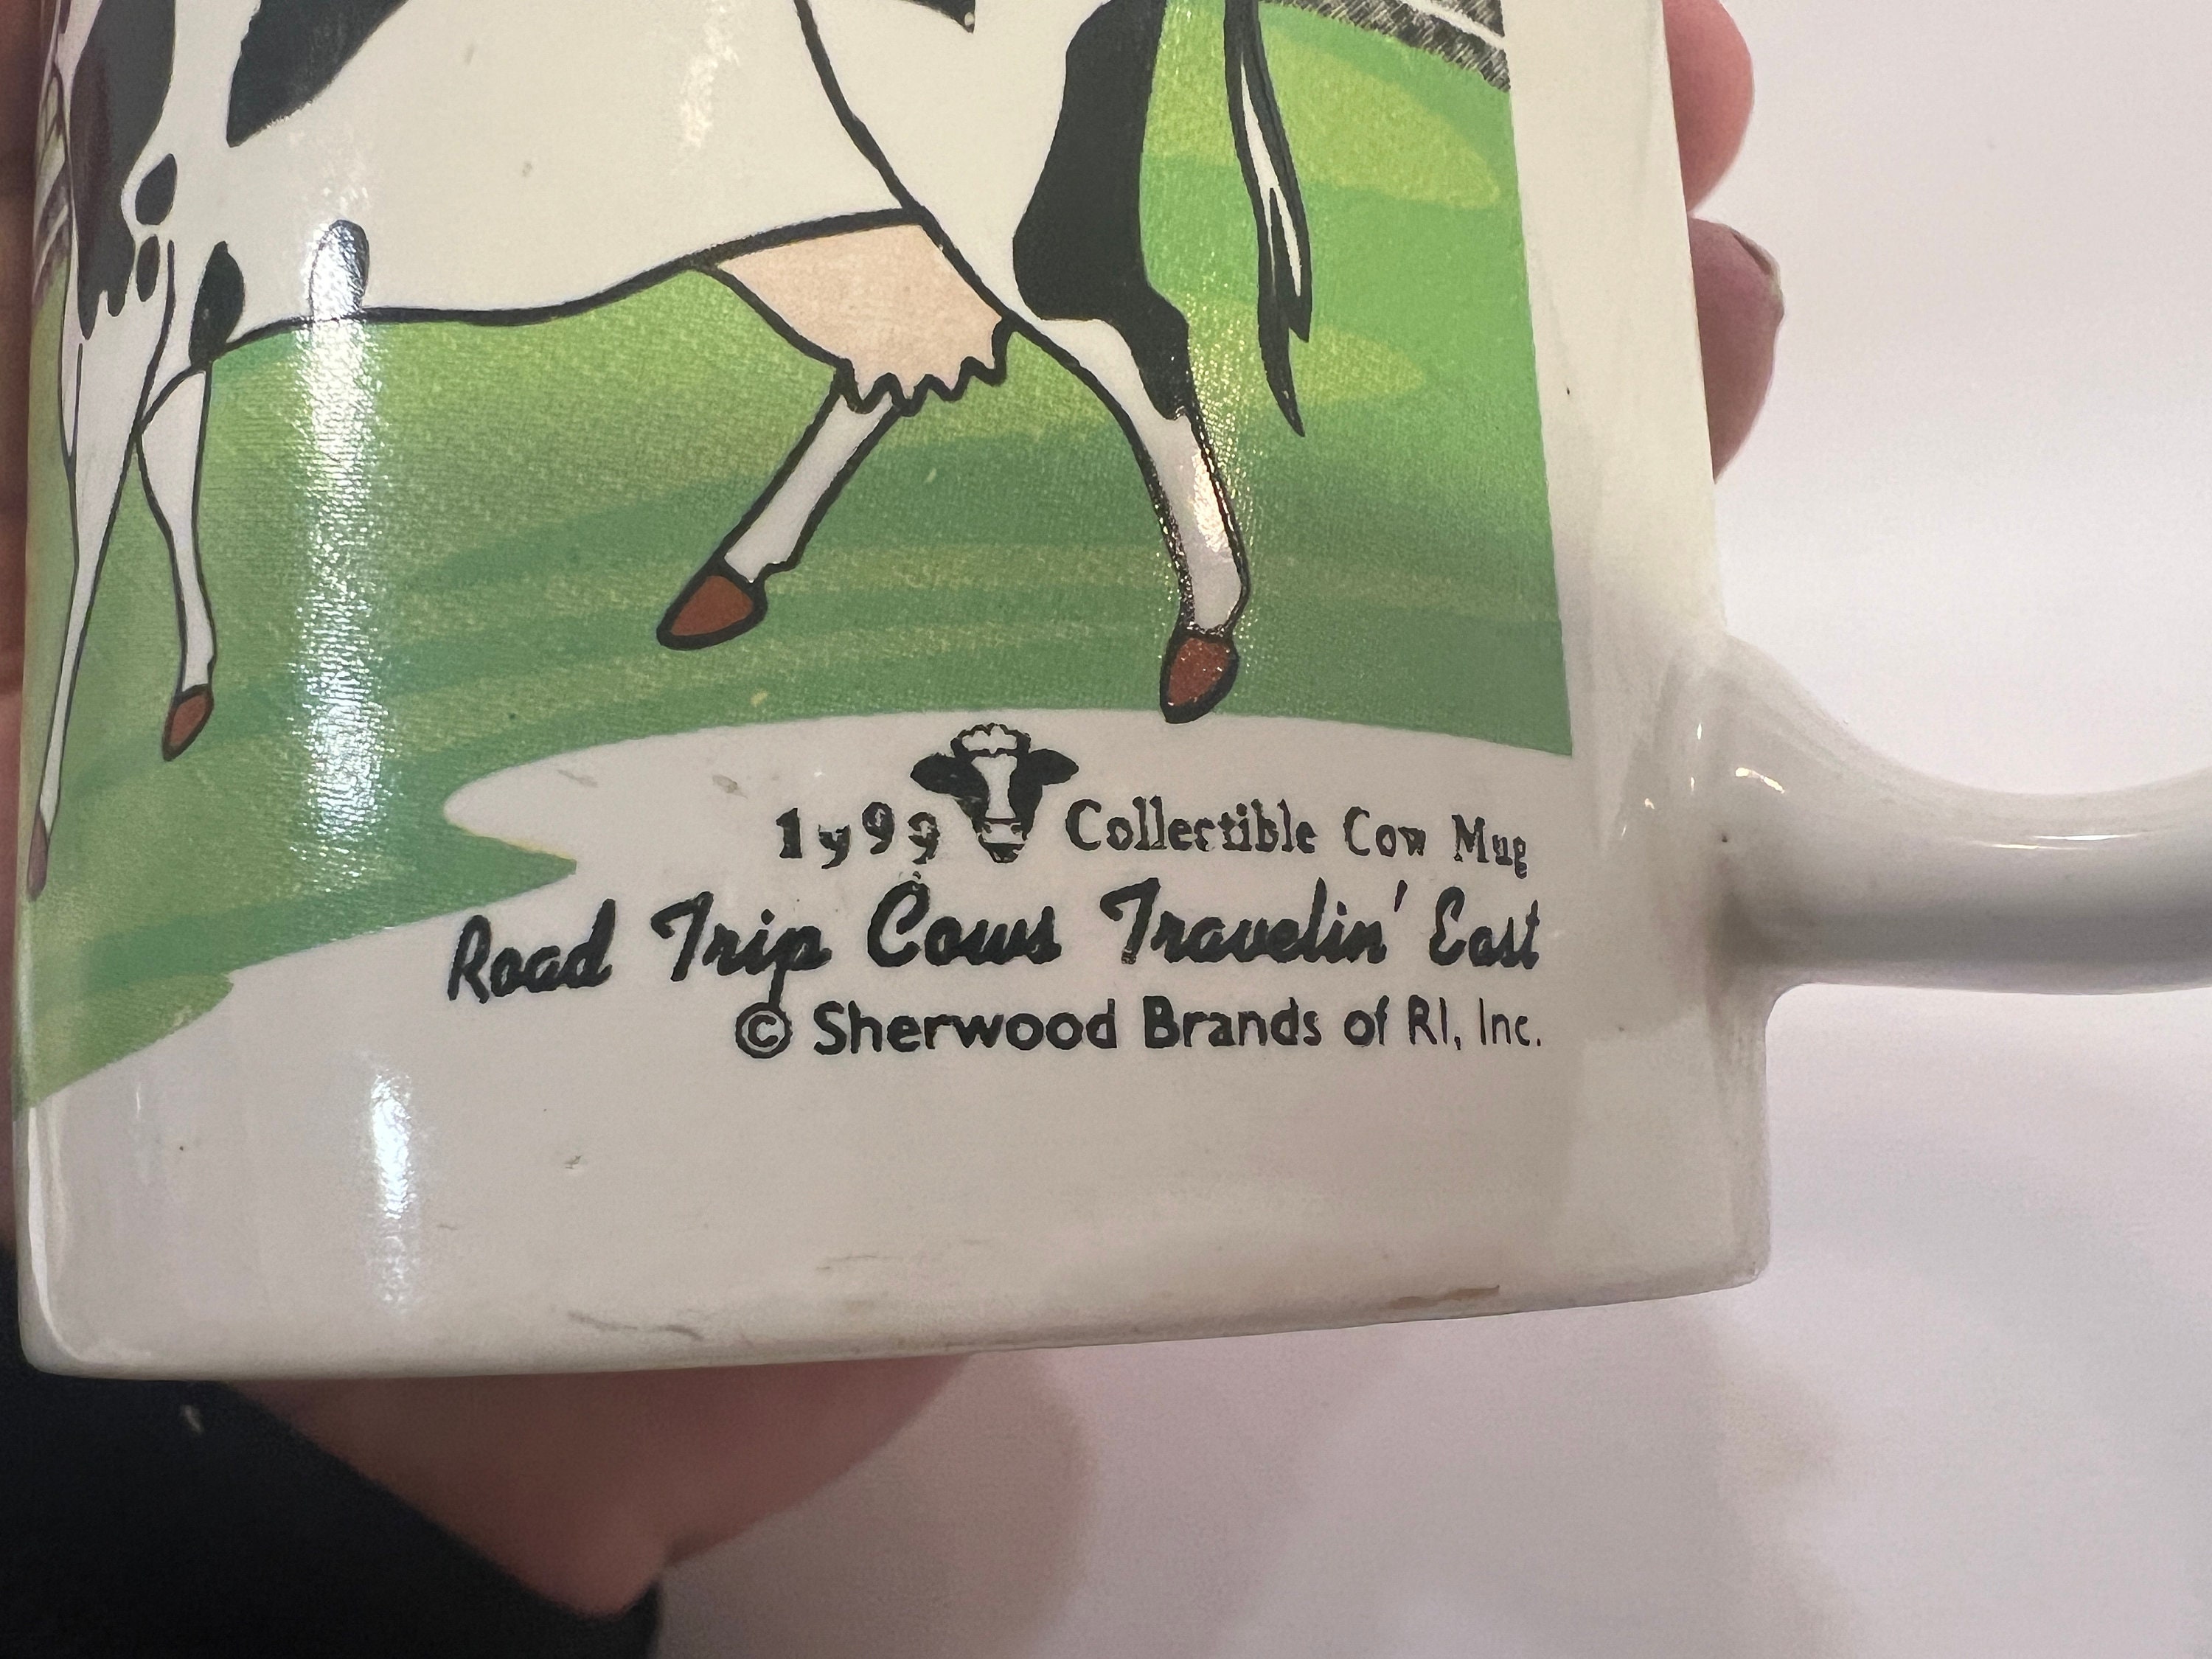 1999 Collectible Cow Mug
Road Trip Cows Travelin' East
© Sherwood Brands of RI, Inc.